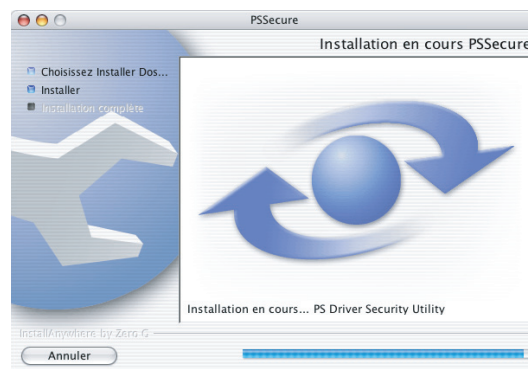 PSSecure
Installation en cours PSSecure
Choisissez Installer Dos...
Installer
Installation complète
Installation en cours... PS Driver Security Utility
InstallAnywhere by Zero G
Annuler